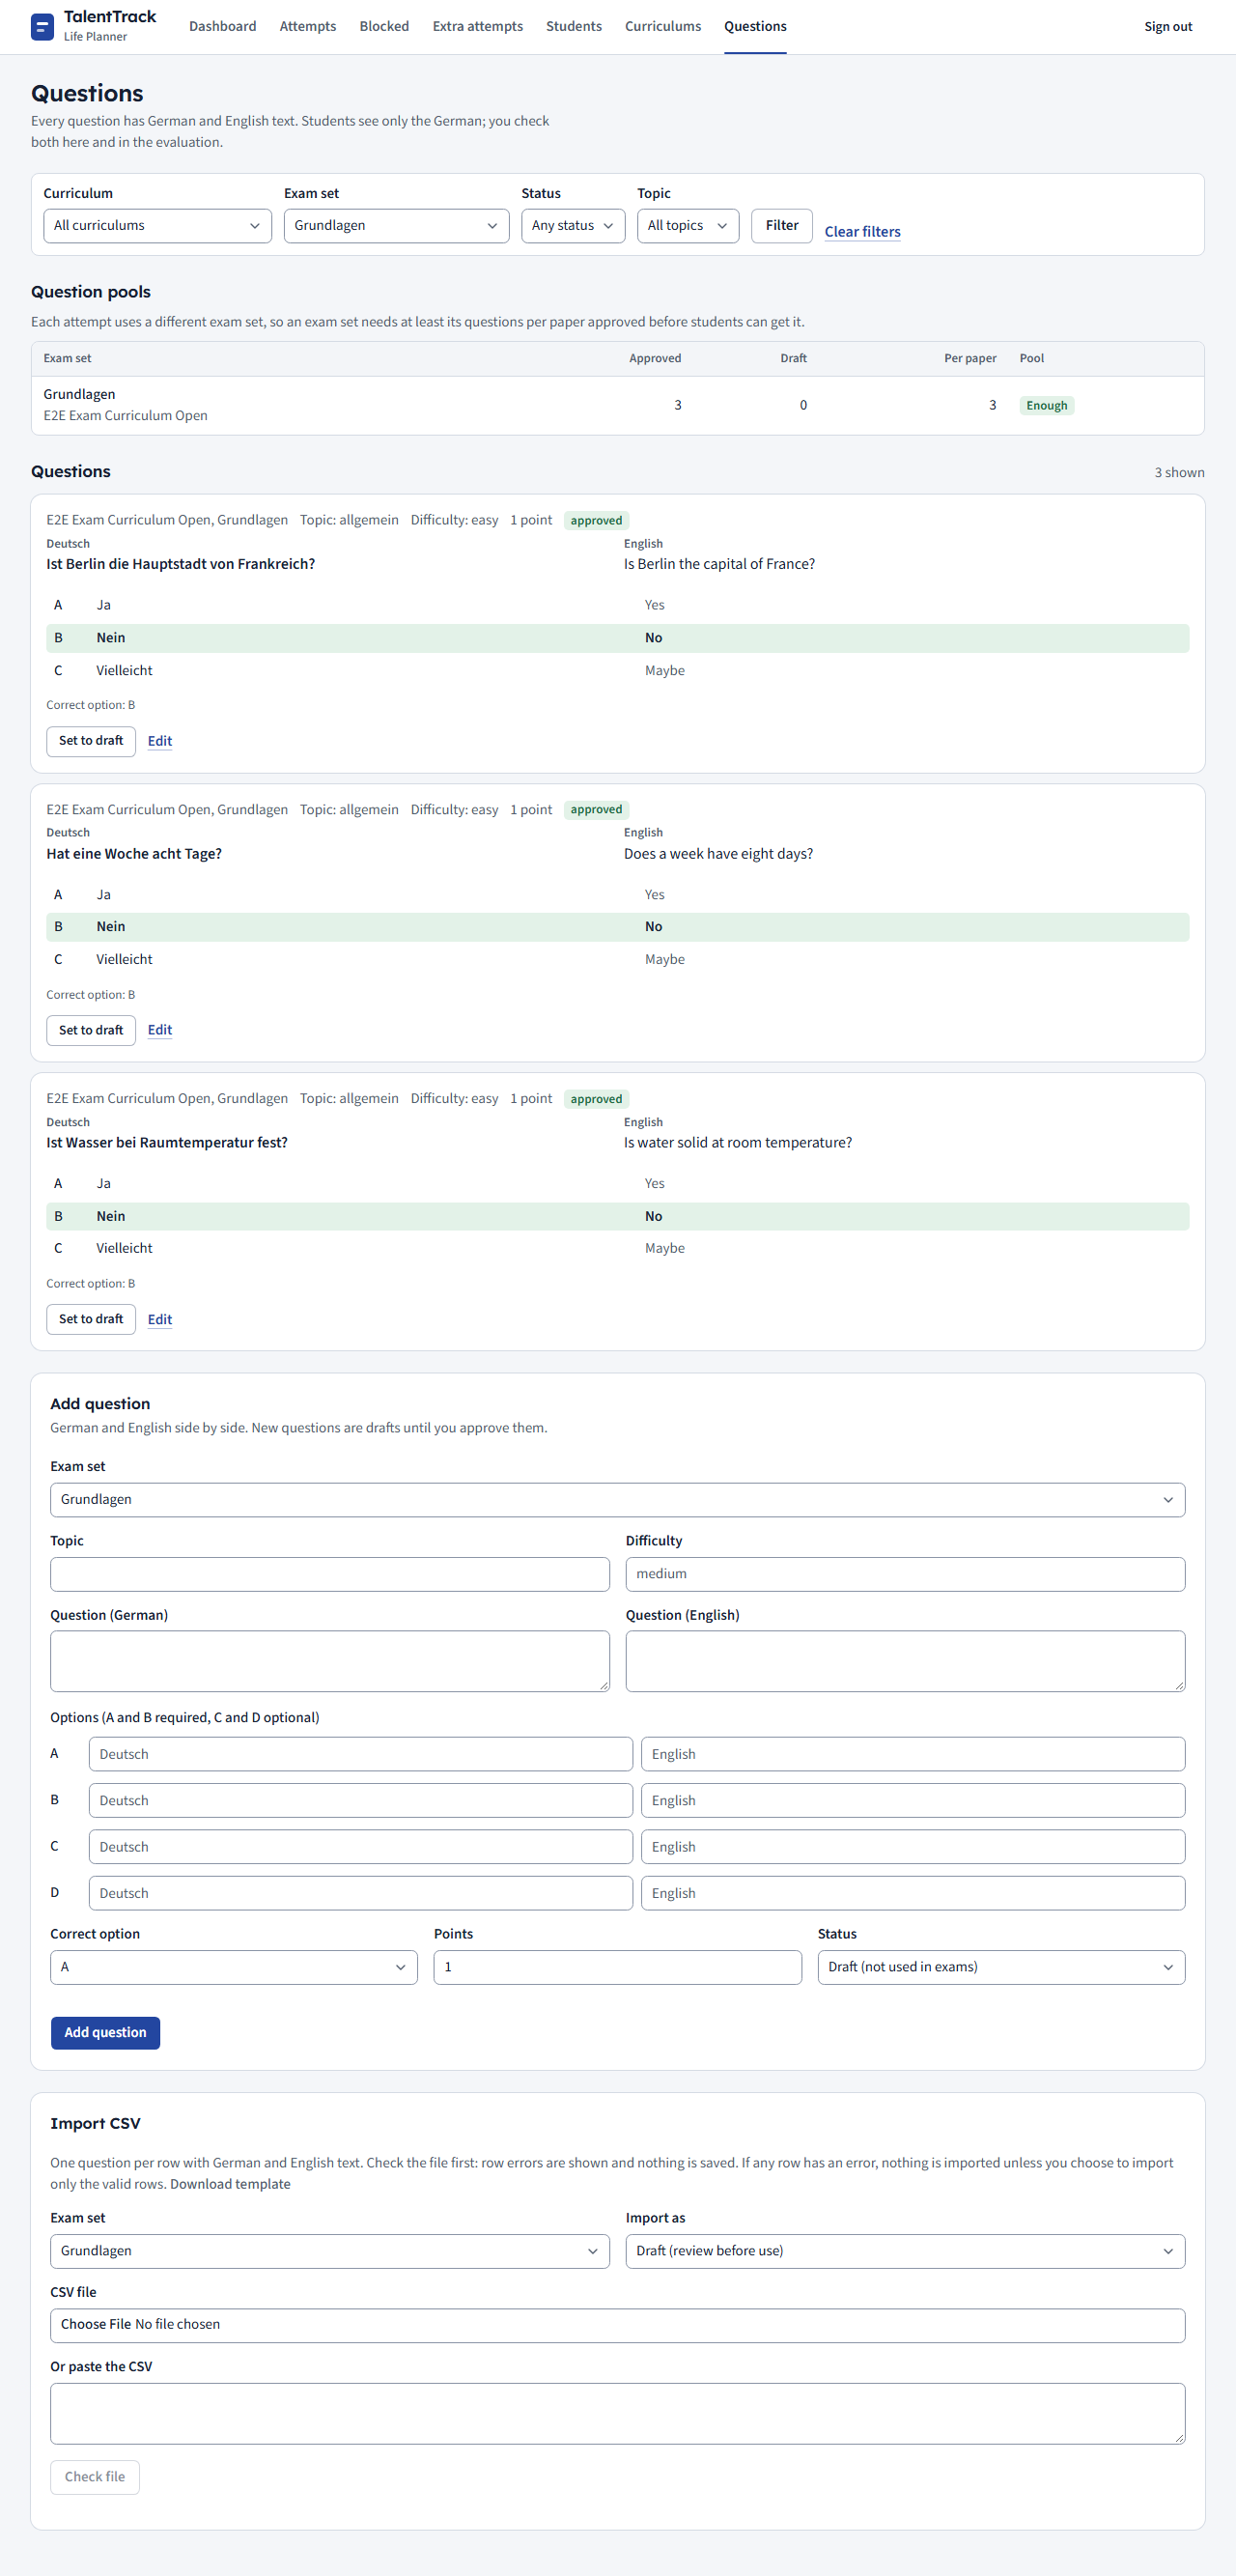 TalentTrack
Life Planner
Dashboard
Attempts
Blocked
Extra attempts
Students
Curriculums
Questions
Sign out
Questions
Every question has German and English text. Students see only the German; you check
both here and in the evaluation.
Curriculum
Exam set
Status
Topic
All curriculums
Grundlagen
Any status
All topics
Filter
Clear filters
Question pools
Each attempt uses a different exam set, so an exam set needs at least its questions per paper approved before students can get it.
Exam set Approved Draft Per paper Pool
Grundlagen
E2E Exam Curriculum Open
3 0 3 Enough
Questions
3 shown
E2E Exam Curriculum Open, Grundlagen Topic: allgemein Difficulty: easy 1 point approved
Deutsch English
Ist Berlin die Hauptstadt von Frankreich? Is Berlin the capital of France?
A Ja Yes
B Nein No
C Vielleicht Maybe
Correct option: B
Set to draft Edit
E2E Exam Curriculum Open, Grundlagen Topic: allgemein Difficulty: easy 1 point approved
Deutsch English
Hat eine Woche acht Tage? Does a week have eight days?
A Ja Yes
B Nein No
C Vielleicht Maybe
Correct option: B
Set to draft Edit
E2E Exam Curriculum Open, Grundlagen Topic: allgemein Difficulty: easy 1 point approved
Deutsch English
Ist Wasser bei Raumtemperatur fest? Is water solid at room temperature?
A Ja Yes
B Nein No
C Vielleicht Maybe
Correct option: B
Set to draft Edit
Add question
German and English side by side. New questions are drafts until you approve them.
Exam set
Grundlagen
Topic Difficulty
medium
Question (German) Question (English)
Options (A and B required, C and D optional)
A Deutsch English
B Deutsch English
C Deutsch English
D Deutsch English
Correct option Points Status
A 1 Draft (not used in exams)
Add question
Import CSV
One question per row with German and English text. Check the file first: row errors are shown and nothing is saved. If any row has an error, nothing is imported unless you choose to import
only the valid rows. Download template
Exam set Import as
Grundlagen Draft (review before use)
CSV file
Choose File No file chosen
Or paste the CSV
Check file